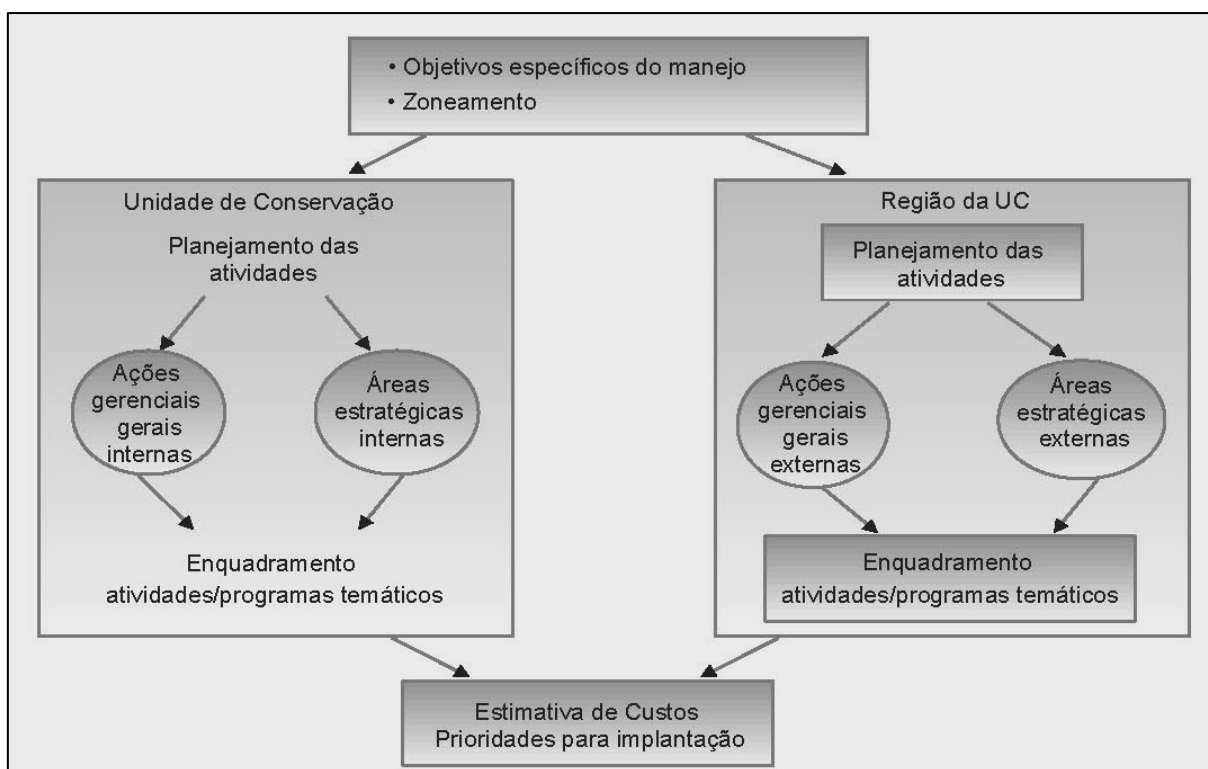 • Objetivos específicos do manejo
• Zoneamento
Unidade de Conservação
Planejamento das
atividades
Ações
gerenciais
gerais
internas
Áreas
estratégicas
internas
Enquadramento
atividades/programas temáticos
Região da UC
Planejamento das
atividades
Ações
gerenciais
gerais
externas
Áreas
estratégicas
externas
Enquadramento
atividades/programas temáticos
Estimativa de Custos
Prioridades para implantação